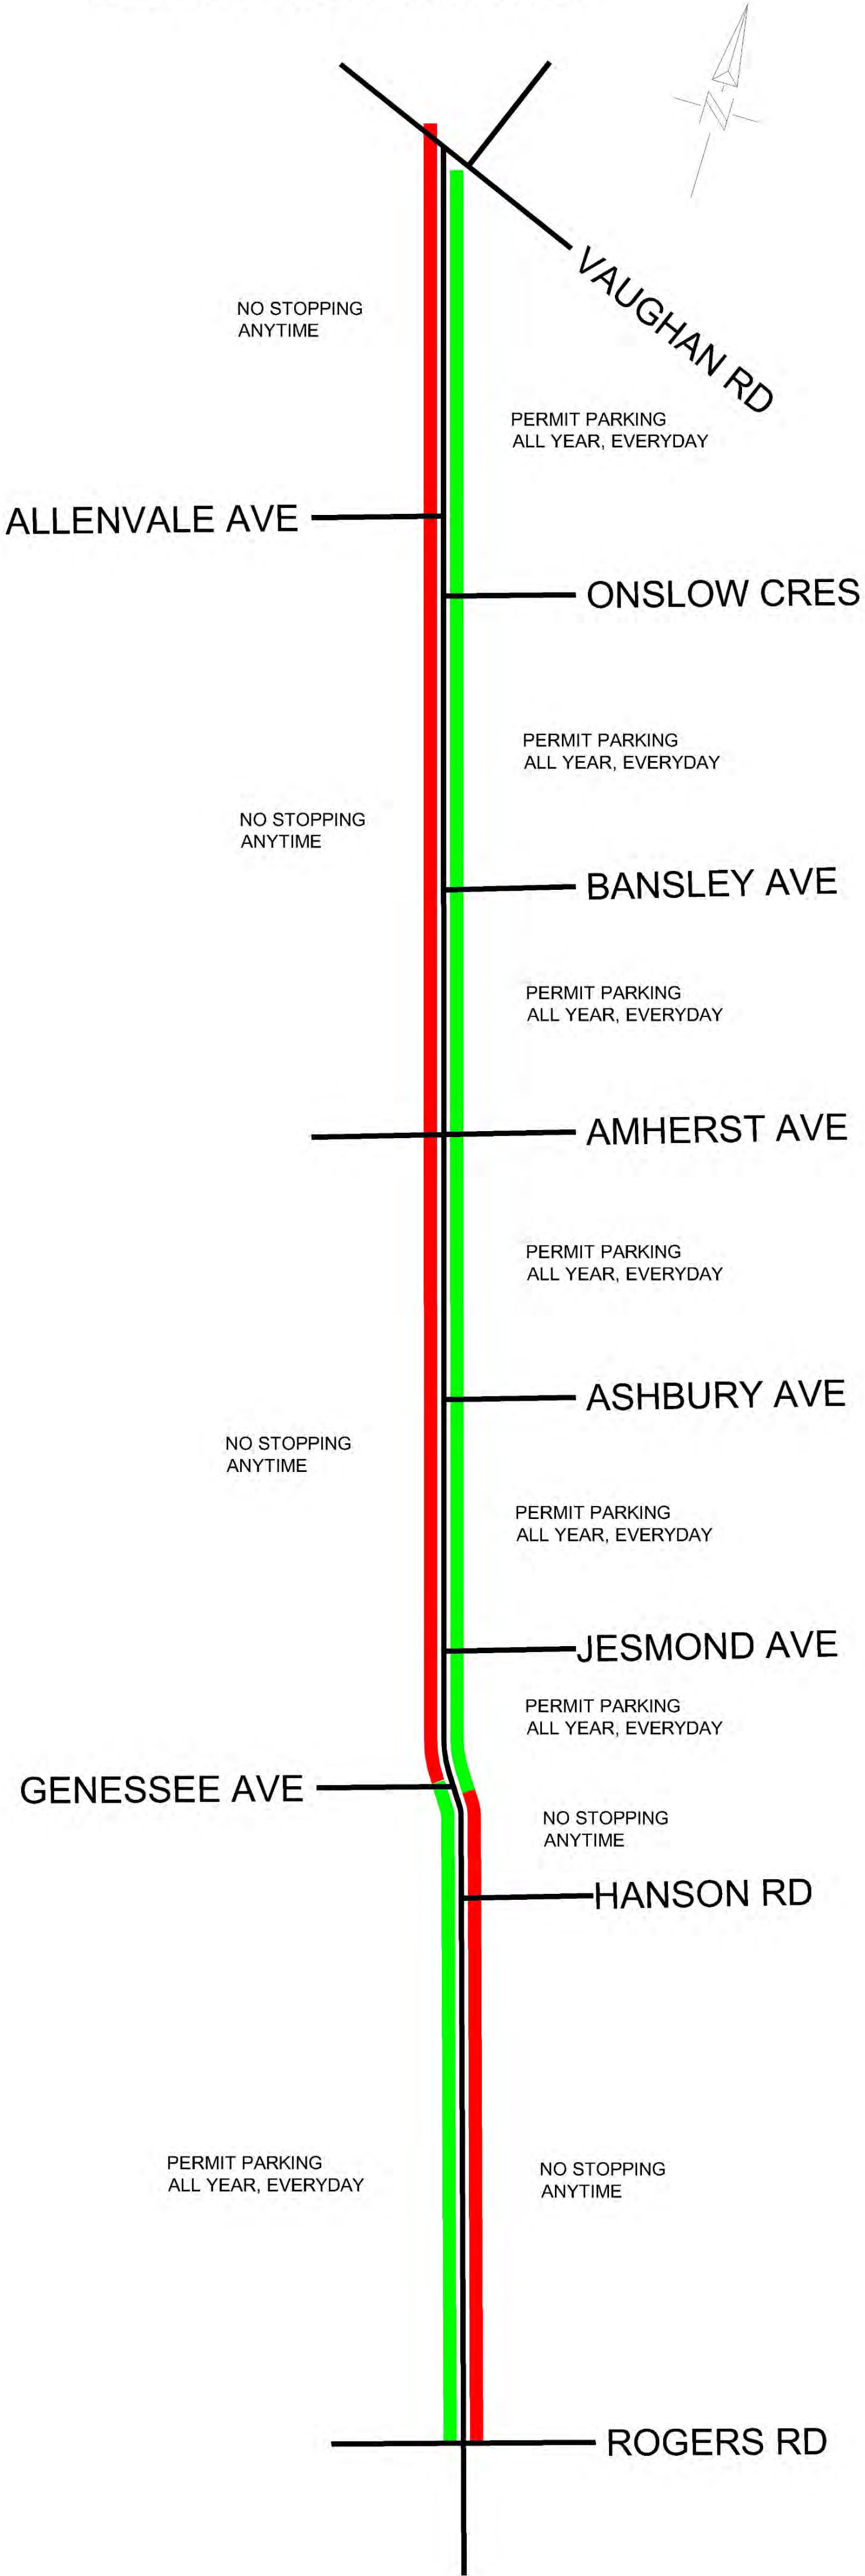 N
NO STOPPING
ANYTIME
VAUGHAN RD
PERMIT PARKING
ALL YEAR, EVERYDAY
ALLENVALE AVE
ONSLOW CRES
PERMIT PARKING
ALL YEAR, EVERYDAY
NO STOPPING
ANYTIME
BANSLEY AVE
PERMIT PARKING
ALL YEAR, EVERYDAY
AMHERST AVE
PERMIT PARKING
ALL YEAR, EVERYDAY
ASHBURY AVE
NO STOPPING
ANYTIME
PERMIT PARKING
ALL YEAR, EVERYDAY
JESMOND AVE
PERMIT PARKING
ALL YEAR, EVERYDAY
GENESSEE AVE
NO STOPPING
ANYTIME
HANSON RD
PERMIT PARKING
ALL YEAR, EVERYDAY
NO STOPPING
ANYTIME
ROGERS RD